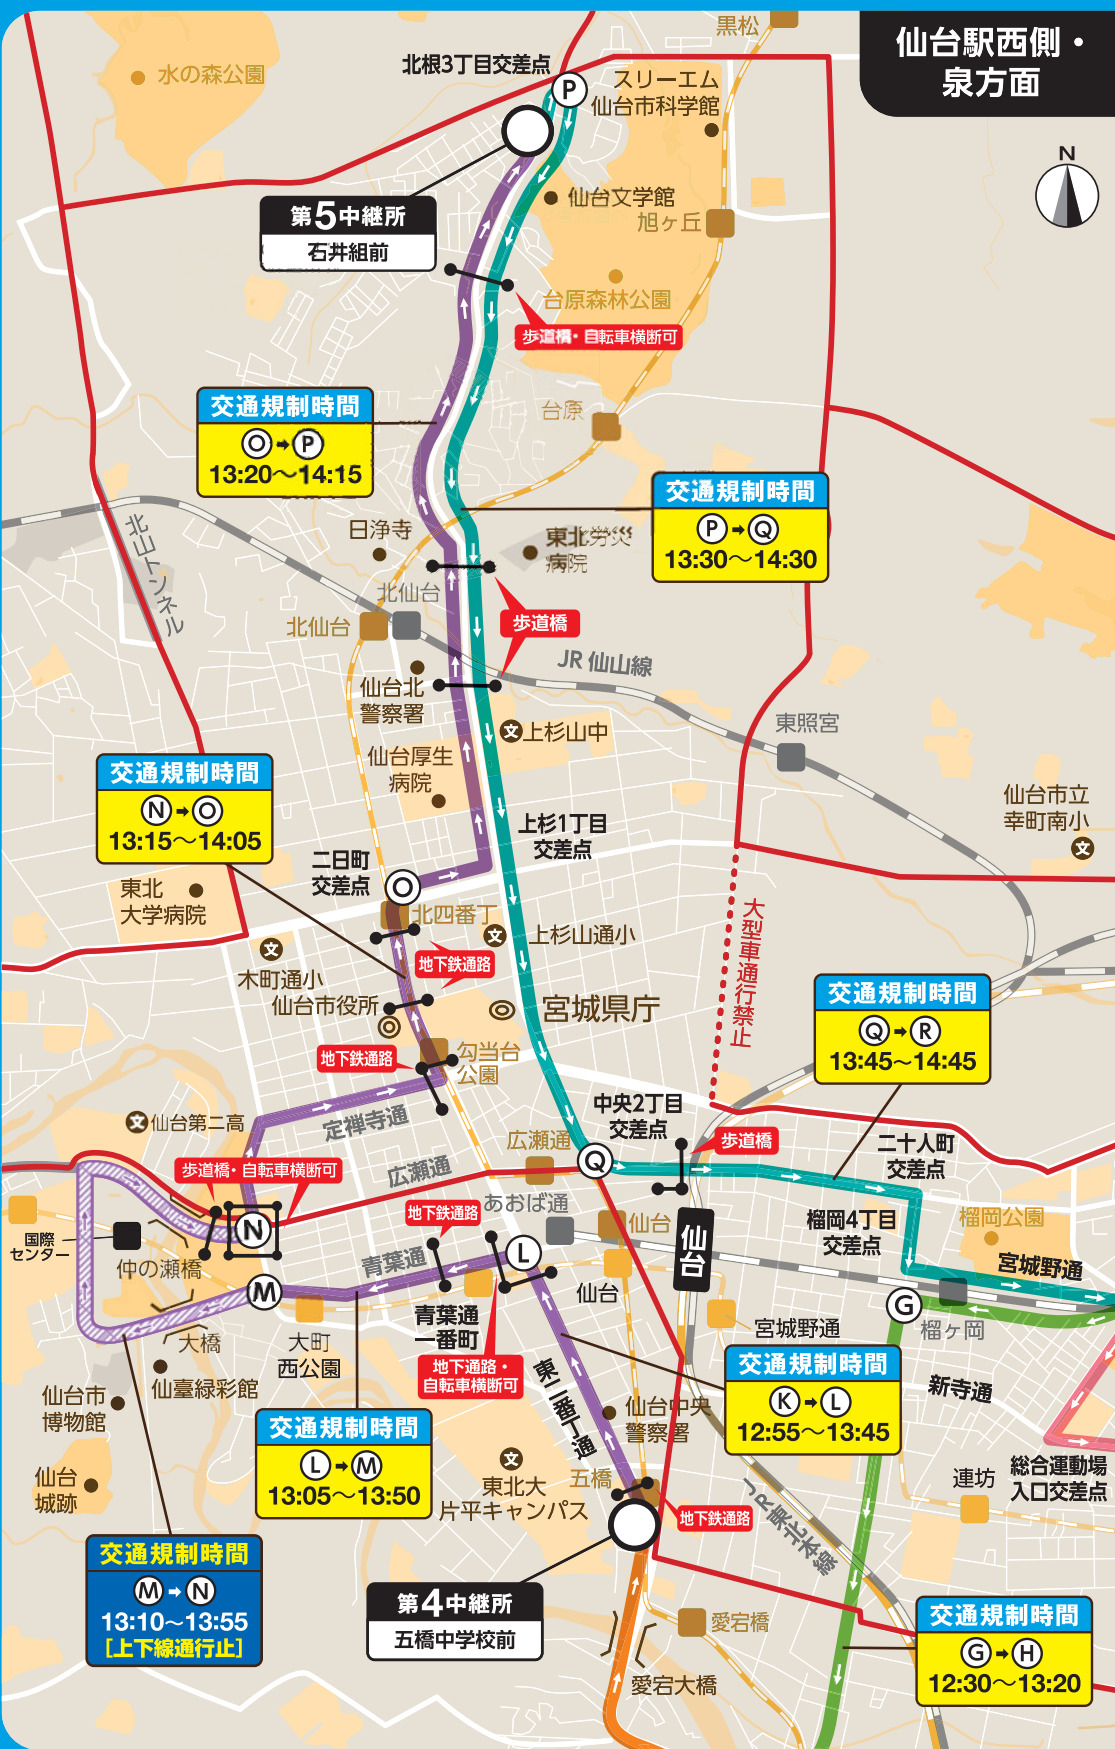 仙台駅西側・
泉方面
N
黒松
水の森公園
北根3丁目交差点
P
スリーエム
仙台市科学館
仙台文学館
旭ヶ丘
第5中継所
石井組前
台原森林公園
歩道橋・自転車横断可
台原
交通規制時間
O➡P
13:20〜14:15
交通規制時間
P➡Q
13:30〜14:30
北山トンネル
日浄寺
東北労災
病院
北仙台
北仙台
歩道橋
JR仙山線
仙台北
警察署
文
上杉山中
東照宮
仙台厚生
病院
交通規制時間
N➡O
13:15〜14:05
上杉1丁目
交差点
仙台市立
幸町南小
文
二日町
交差点
O
東北
大学病院
北四番丁
文
上杉山通小
大型車通行禁止
文
木町通小
地下鉄通路
仙台市役所
宮城県庁
交通規制時間
Q➡R
13:45〜14:45
地下鉄通路
勾当台
公園
定禅寺通
文
仙台第二高
中央2丁目
交差点
歩道橋
二十人町
交差点
広瀬通
Q
広瀬通
歩道橋・自転車横断可
あおば通
地下鉄通路
仙台
仙台
榴岡4丁目
交差点
榴岡公園
N
国際
センター
仲の瀬橋
青葉通
L
宮城野通
M
仙台
G
榴ヶ岡
大橋
大町
西公園
青葉通
一番町
宮城野通
地下通路・
自転車横断可
東二番丁通
交通規制時間
K➡L
12:55〜13:45
新寺通
仙台市
博物館
仙臺緑彩館
交通規制時間
L➡M
13:05〜13:50
仙台中央
警察署
文
東北大
片平キャンパス
五橋
仙台
城跡
連坊
総合運動場
入口交差点
地下鉄通路
JR東北本線
交通規制時間
M➡N
13:10〜13:55
[上下線通行止]
第4中継所
五橋中学校前
愛宕橋
愛宕大橋
交通規制時間
G➡H
12:30〜13:20